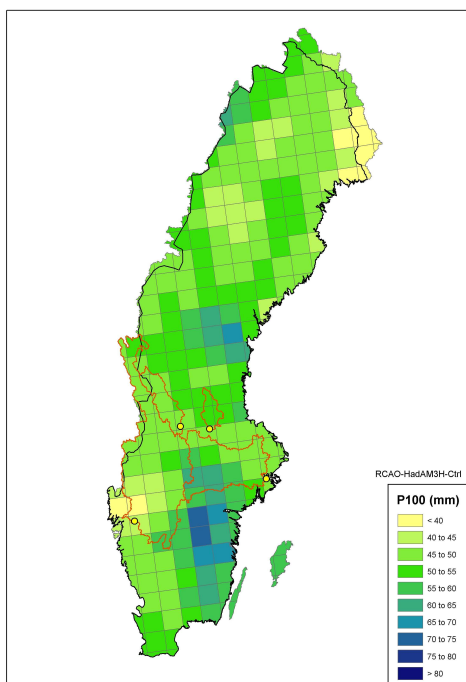 RCAO-HadAM3H-Ctrl
P100 (mm)
< 40
40 to 45
45 to 50
50 to 55
55 to 60
60 to 65
65 to 70
70 to 75
75 to 80
> 80